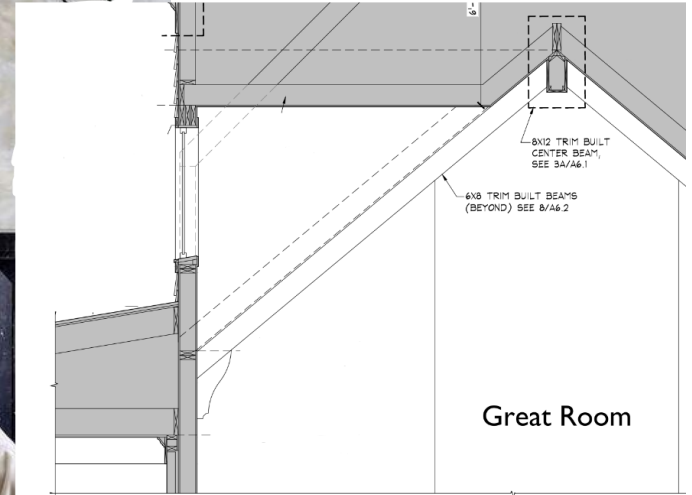 6'-
8X12 TRIM BUILT
CENTER BEAM,
SEE 3A/A6.1
6X8 TRIM BUILT BEAMS
(BEYOND) SEE 8/A6.2
Great Room